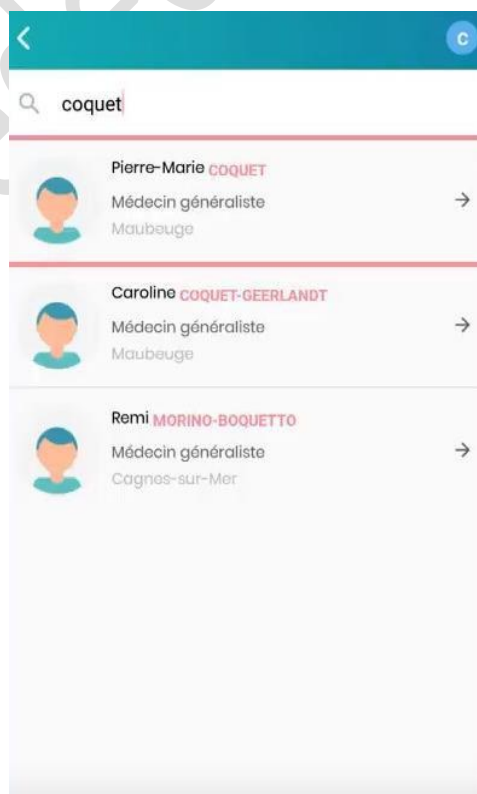 C
coquet
Pierre-Marie COQUET
Médecin généraliste
Maubeuge
Caroline COQUET-GEERLANDT
Médecin généraliste
Maubeuge
Remi MORINO-BOQUETTO
Médecin généraliste
Cagnes-sur-Mer